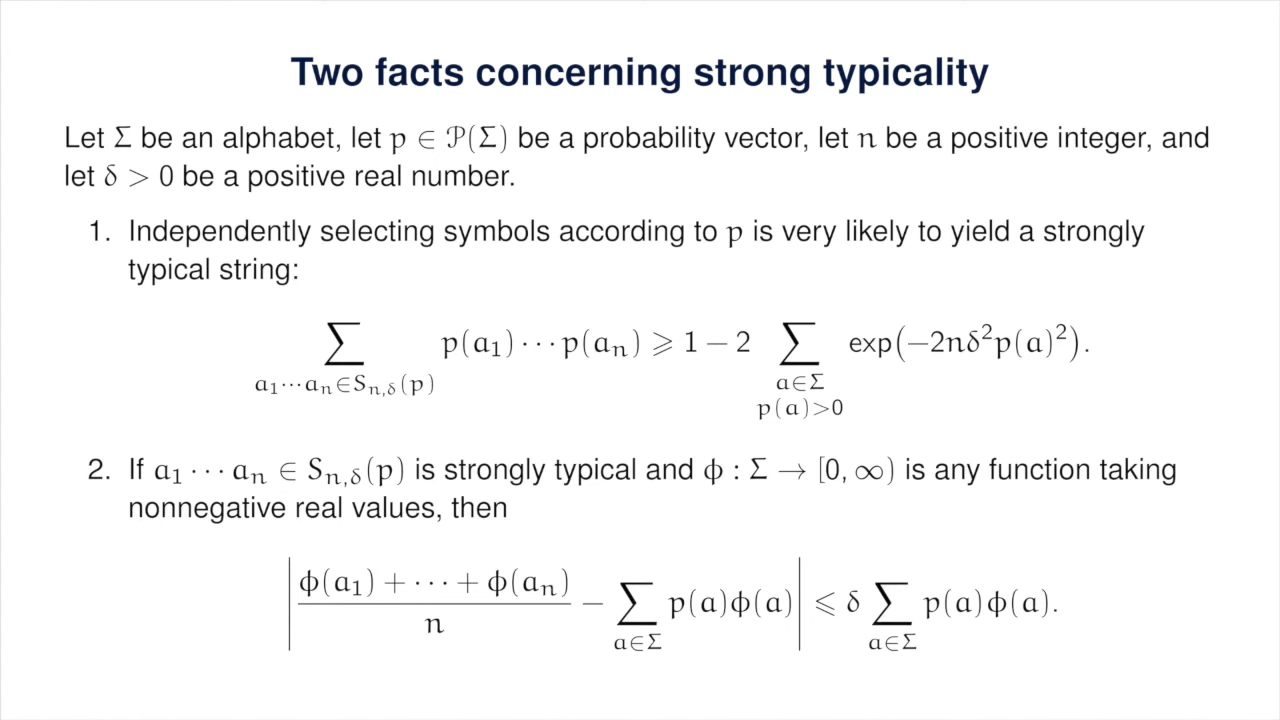 Two facts concerning strong typicality
Let Σ be an alphabet, let p ∈ 𝒫(Σ) be a probability vector, let n be a positive integer, and
let δ > 0 be a positive real number.
1. Independently selecting symbols according to p is very likely to yield a strongly
typical string:
∑_{a₁⋯aₙ∈S_{n,δ}(p)} p(a₁)⋯p(aₙ) ⩾ 1 − 2 ∑_{a∈Σ, p(a)>0} exp(−2nδ²p(a)²).
2. If a₁⋯aₙ ∈ S_{n,δ}(p) is strongly typical and ϕ : Σ → [0, ∞) is any function taking
nonnegative real values, then
|(ϕ(a₁) + ⋯ + ϕ(aₙ))/n − ∑_{a∈Σ} p(a)ϕ(a)| ⩽ δ ∑_{a∈Σ} p(a)ϕ(a).